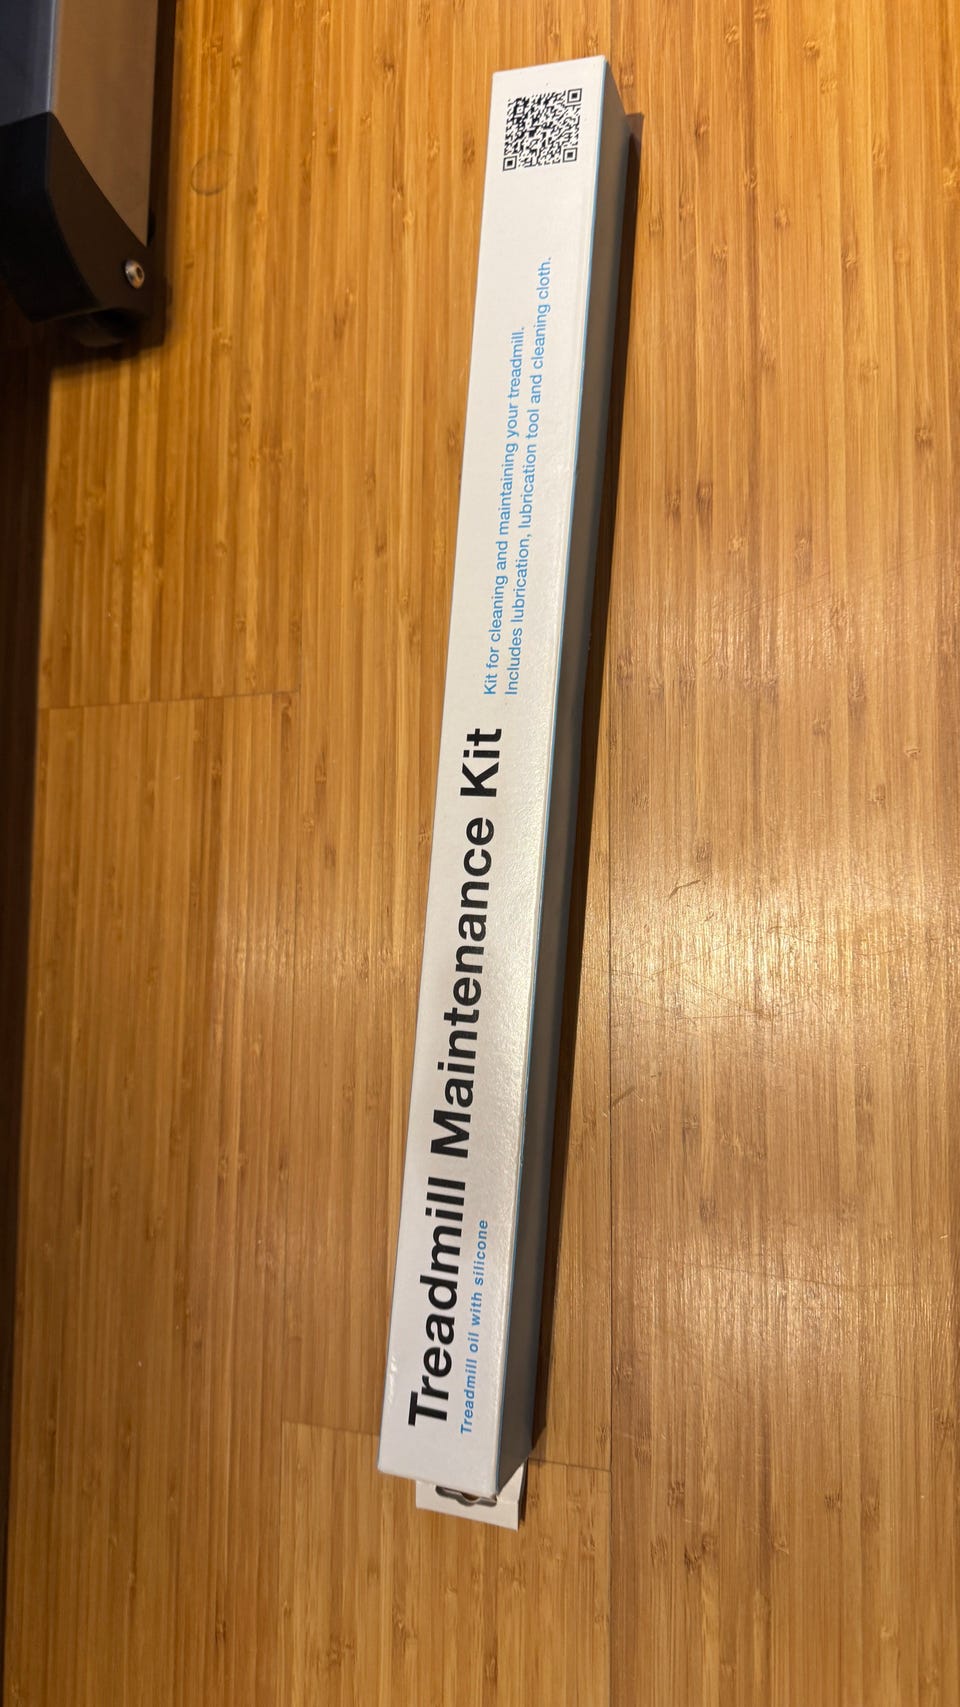 Treadmill Maintenance Kit
Treadmill oil with silicone
Kit for cleaning and maintaining your treadmill.
Includes lubrication, lubrication tool and cleaning cloth.